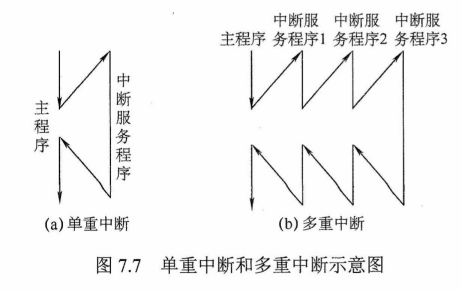 中断服 中断服 中断服
主程序 务程序1 务程序2 务程序3
主程序
中断服务程序
(a) 单重中断
(b) 多重中断
图 7.7 单重中断和多重中断示意图